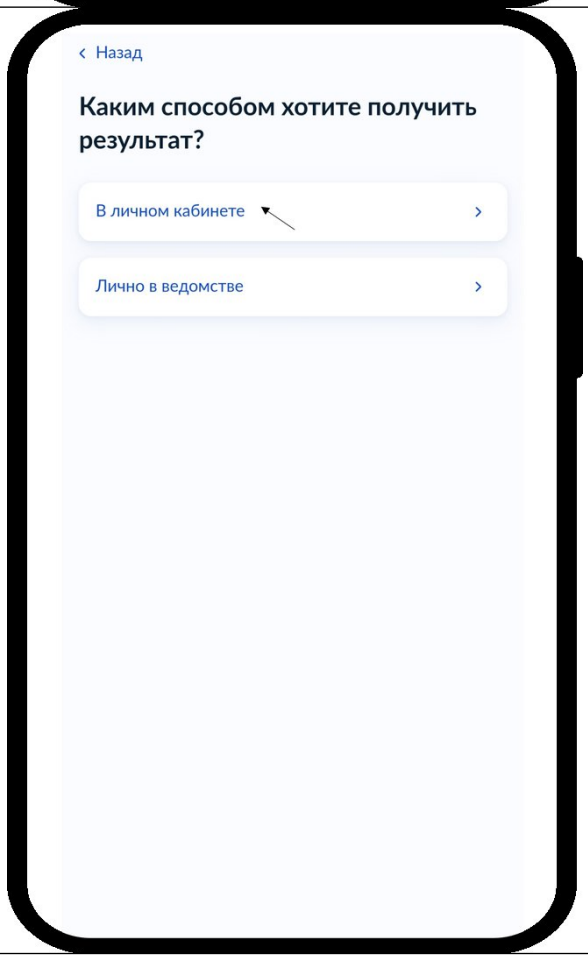 Назад
Каким способом хотите получить
результат?
В личном кабинете
Лично в ведомстве